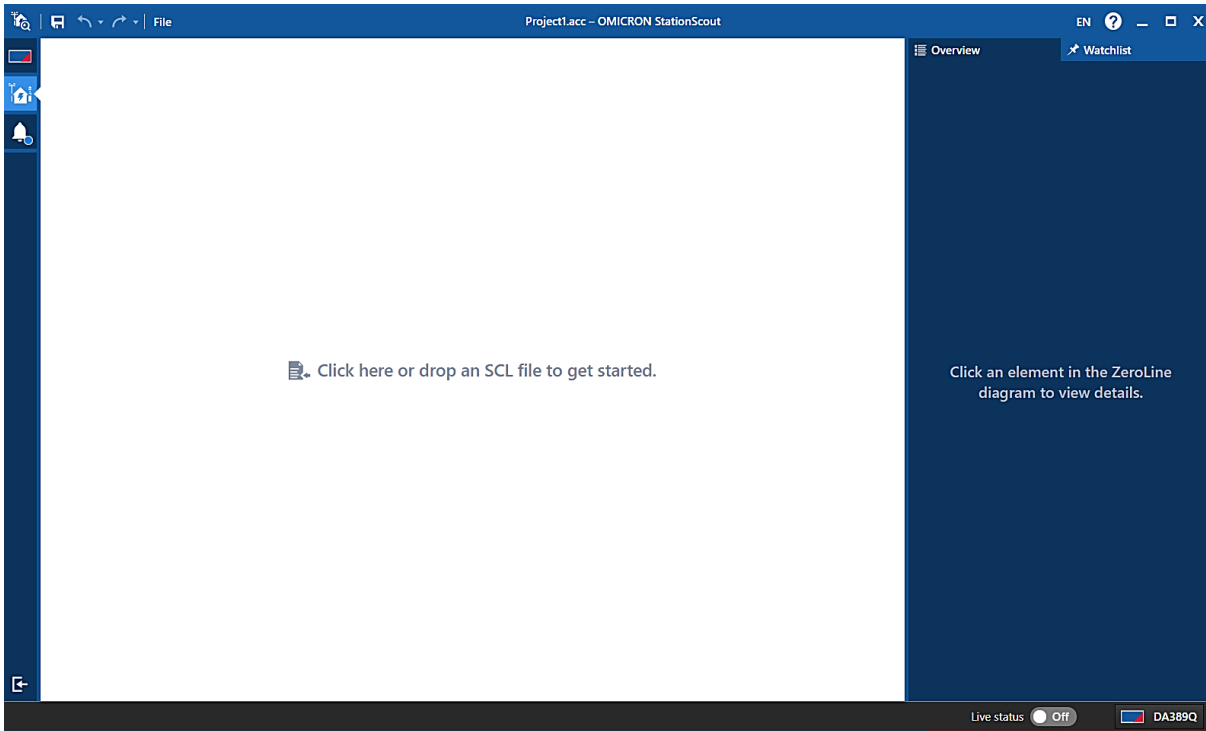 File
Project1.acc – OMICRON StationScout
EN
Overview
Watchlist
Click here or drop an SCL file to get started.
Click an element in the ZeroLine
diagram to view details.
Live status
Off
DA389Q